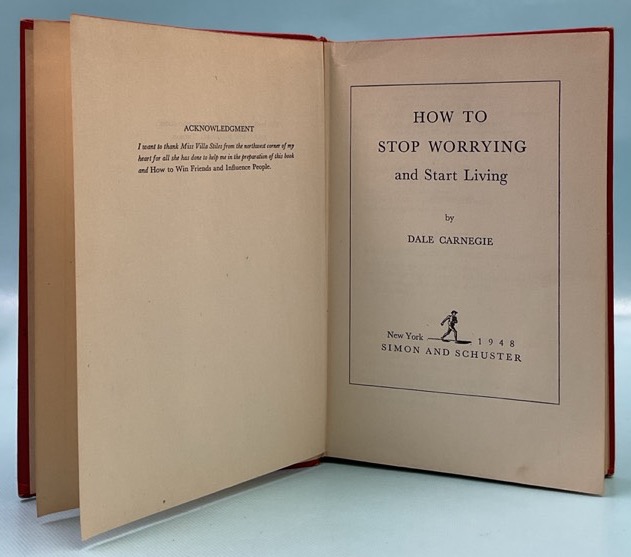 ACKNOWLEDGMENT
I want to thank Miss Villa Stiles from the northwest corner of my
heart for all she has done to help me in the preparation of this book
and How to Win Friends and Influence People.
HOW TO
STOP WORRYING
and Start Living
by
DALE CARNEGIE
New York 1948
SIMON AND SCHUSTER